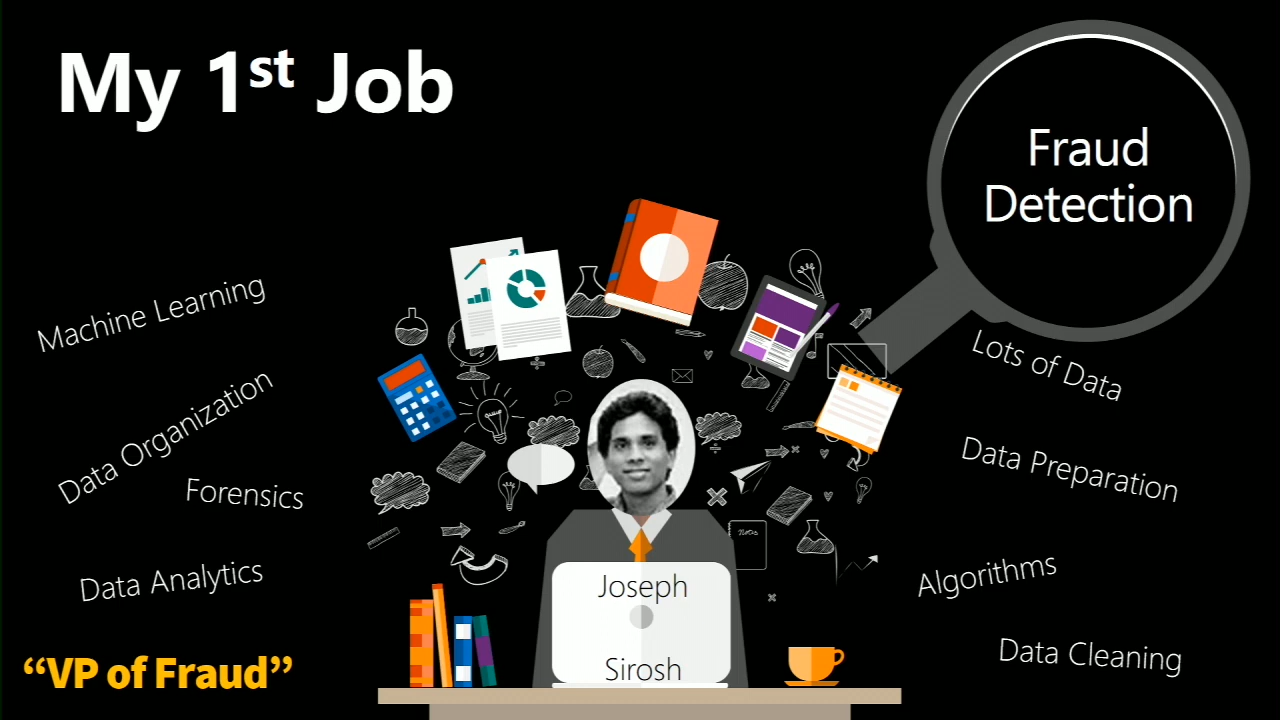 My 1st Job
Fraud
Detection
Machine Learning
Data Organization
Forensics
Data Analytics
"VP of Fraud"
Lots of Data
Data Preparation
Algorithms
Data Cleaning
Notes
Joseph
Sirosh